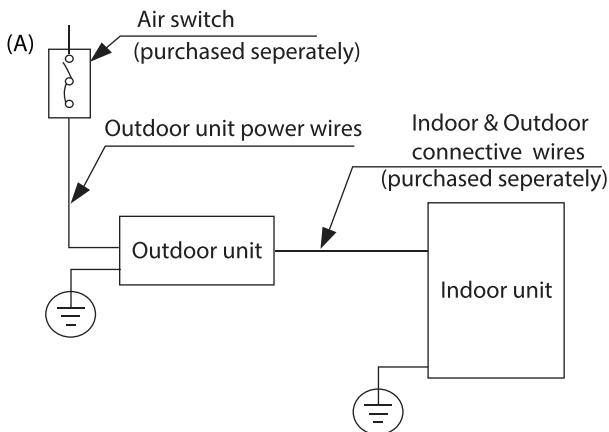 (A)
Air switch
(purchased seperately)
Outdoor unit power wires
Indoor & Outdoor
connective wires
(purchased seperately)
Outdoor unit
Indoor unit